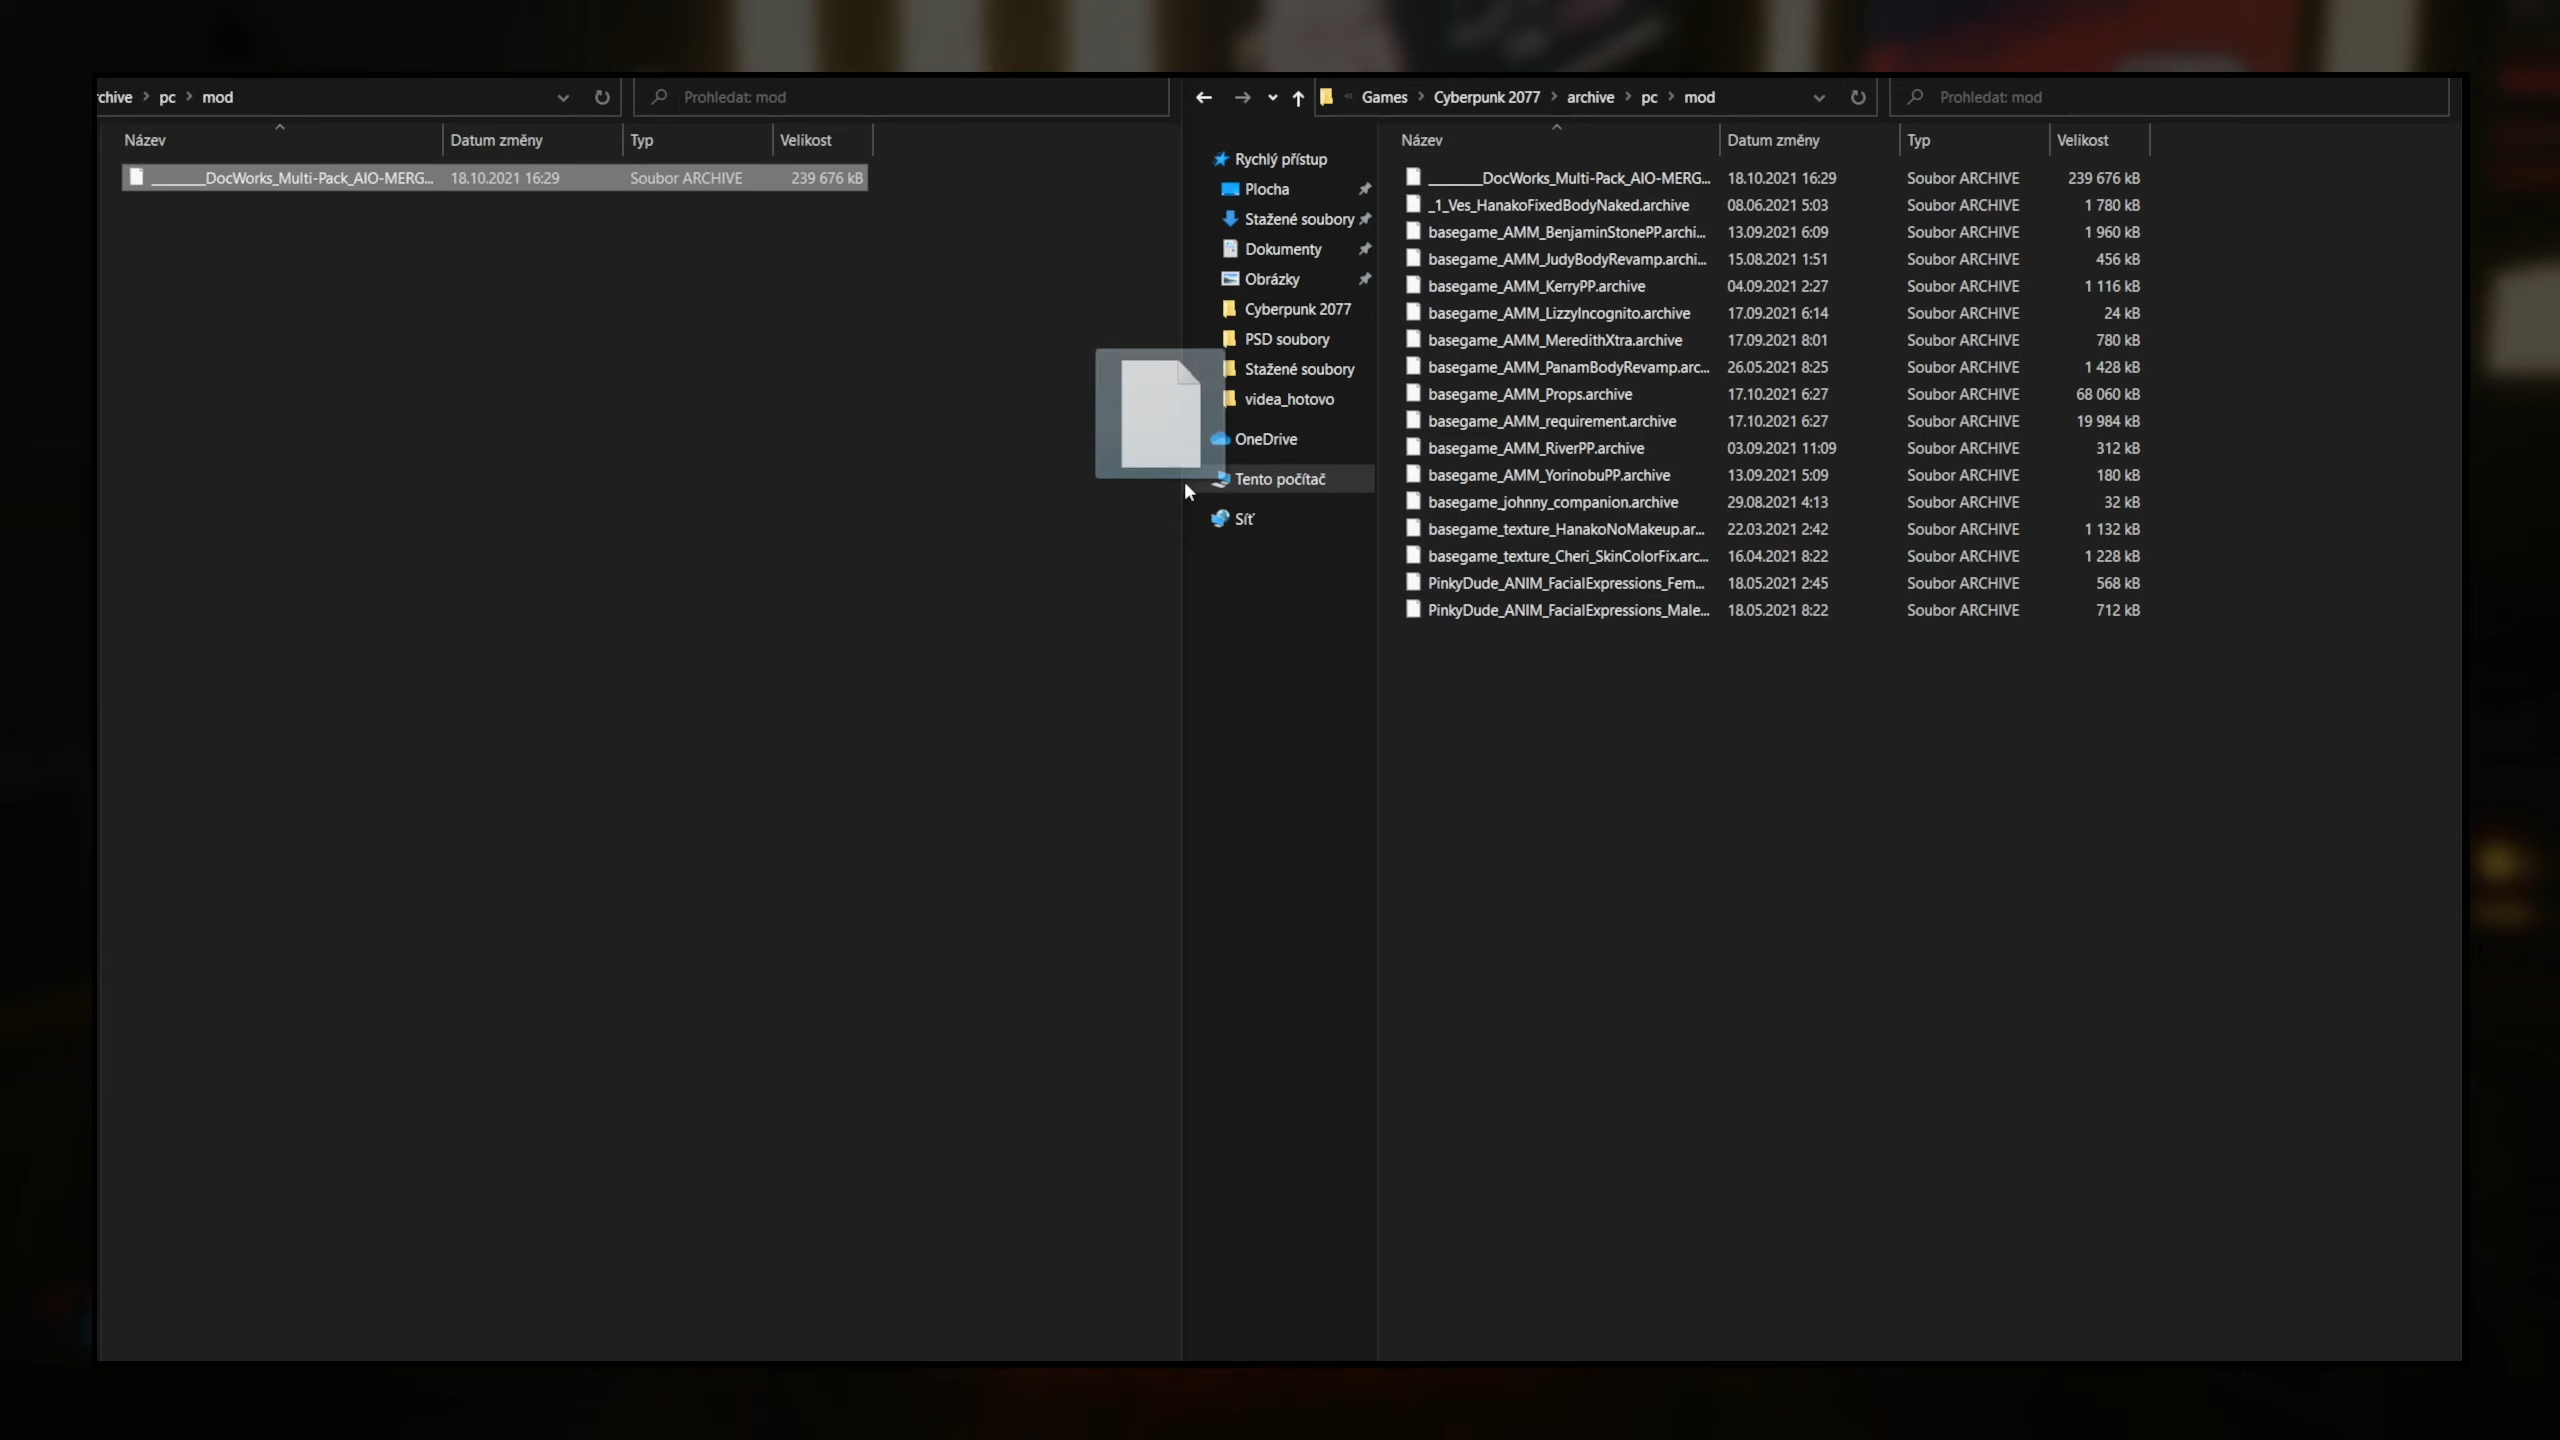 rchive > pc > mod
Prohledat: mod
Název Datum změny Typ Velikost
________DocWorks_Multi-Pack_AIO-MERG... 18.10.2021 16:29 Soubor ARCHIVE 239 676 kB
« Games > Cyberpunk 2077 > archive > pc > mod
Prohledat: mod
Rychlý přístup
Plocha
Stažené soubory
Dokumenty
Obrázky
Cyberpunk 2077
PSD soubory
Stažené soubory
videa_hotovo
OneDrive
Tento počítač
Síť
Název Datum změny Typ Velikost
________DocWorks_Multi-Pack_AIO-MERG... 18.10.2021 16:29 Soubor ARCHIVE 239 676 kB
_1_Ves_HanakoFixedBodyNaked.archive 08.06.2021 5:03 Soubor ARCHIVE 1 780 kB
basegame_AMM_BenjaminStonePP.archi... 13.09.2021 6:09 Soubor ARCHIVE 1 960 kB
basegame_AMM_JudyBodyRevamp.archi... 15.08.2021 1:51 Soubor ARCHIVE 456 kB
basegame_AMM_KerryPP.archive 04.09.2021 2:27 Soubor ARCHIVE 1 116 kB
basegame_AMM_LizzyIncognito.archive 17.09.2021 6:14 Soubor ARCHIVE 24 kB
basegame_AMM_MeredithXtra.archive 17.09.2021 8:01 Soubor ARCHIVE 780 kB
basegame_AMM_PanamBodyRevamp.arc... 26.05.2021 8:25 Soubor ARCHIVE 1 428 kB
basegame_AMM_Props.archive 17.10.2021 6:27 Soubor ARCHIVE 68 060 kB
basegame_AMM_requirement.archive 17.10.2021 6:27 Soubor ARCHIVE 19 984 kB
basegame_AMM_RiverPP.archive 03.09.2021 11:09 Soubor ARCHIVE 312 kB
basegame_AMM_YorinobuPP.archive 13.09.2021 5:09 Soubor ARCHIVE 180 kB
basegame_johnny_companion.archive 29.08.2021 4:13 Soubor ARCHIVE 32 kB
basegame_texture_HanakoNoMakeup.ar... 22.03.2021 2:42 Soubor ARCHIVE 1 132 kB
basegame_texture_Cheri_SkinColorFix.arc... 16.04.2021 8:22 Soubor ARCHIVE 1 228 kB
PinkyDude_ANIM_FacialExpressions_Fem... 18.05.2021 2:45 Soubor ARCHIVE 568 kB
PinkyDude_ANIM_FacialExpressions_Male... 18.05.2021 8:22 Soubor ARCHIVE 712 kB